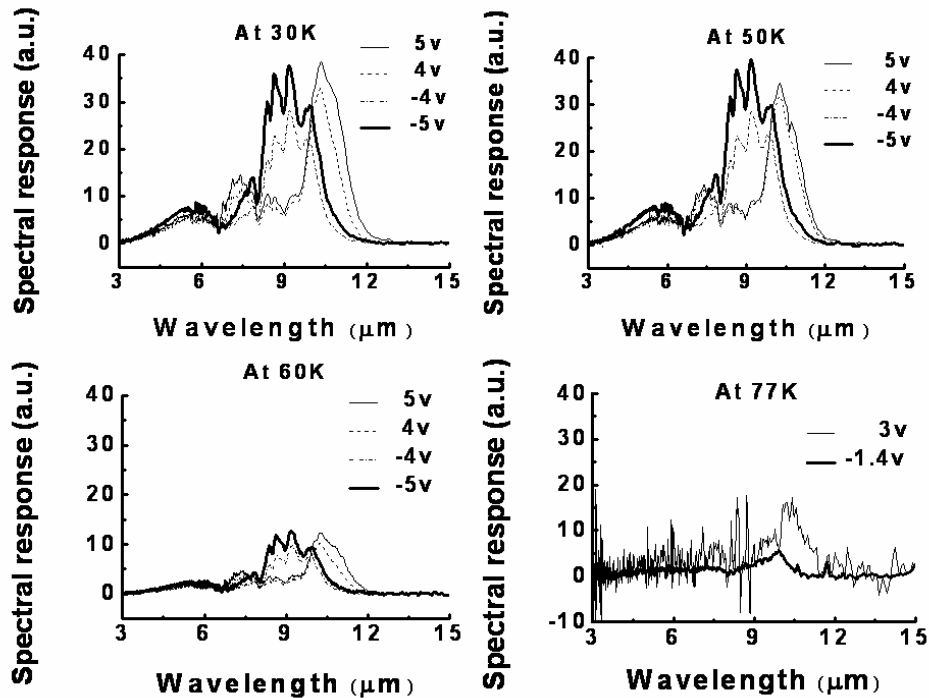 At 30K
Spectral response (a.u.)
40
30
20
10
0
5v
4v
-4v
-5v
3 6 9 12 15
Wavelength (μm)
At 50K
Spectral response (a.u.)
40
30
20
10
0
5v
4v
-4v
-5v
3 6 9 12 15
Wavelength (μm)
At 60K
Spectral response (a.u.)
40
30
20
10
0
5v
4v
-4v
-5v
3 6 9 12 15
Wavelength (μm)
At 77K
Spectral response (a.u.)
40
30
20
10
0
-10
3v
-1.4v
3 6 9 12 15
Wavelength (μm)